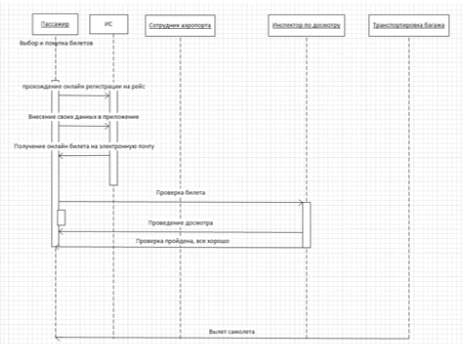 Пассажир
ИС
Сотрудник аэропорта
Инспектор по досмотру
Транспортировка багажа
Выбор и покупка билетов
прохождение онлайн регистрации на рейс
Внесение своих данных в приложение
Получение онлайн билета на электронную почту
Проверка билета
Проведение досмотра
Проверка пройдена, все хорошо
Вылет самолета